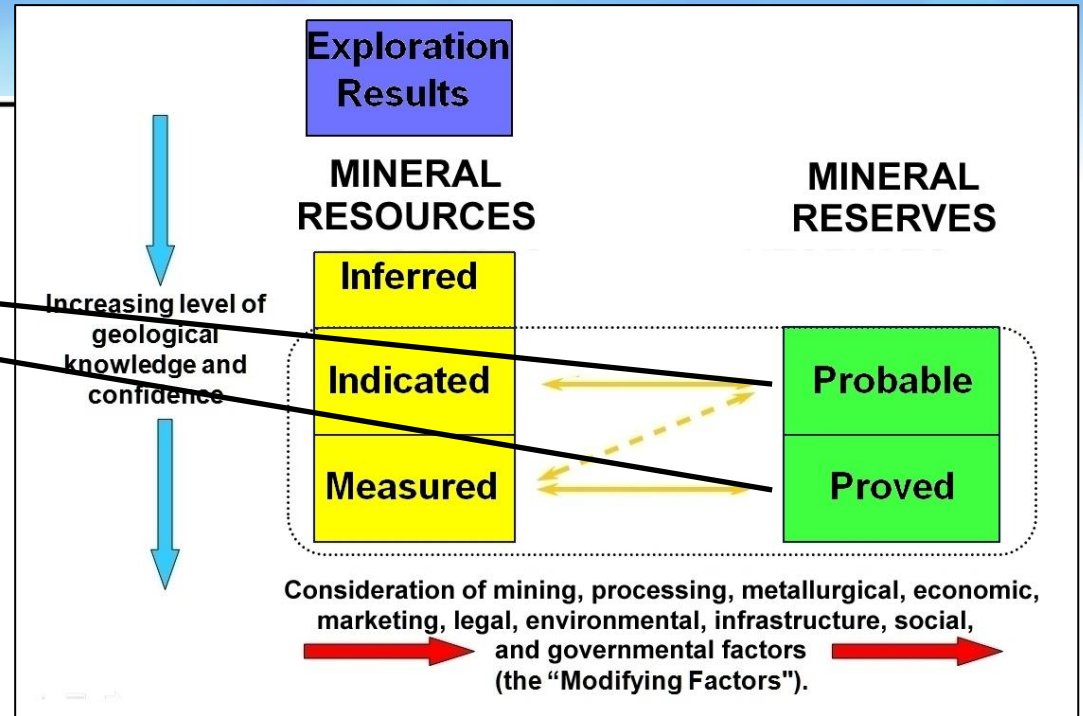 Exploration
Results
MINERAL
RESOURCES
MINERAL
RESERVES
Inferred
Increasing level of
geological
knowledge and
confidence
Indicated
Probable
Measured
Proved
Consideration of mining, processing, metallurgical, economic,
marketing, legal, environmental, infrastructure, social,
and governmental factors
(the “Modifying Factors").